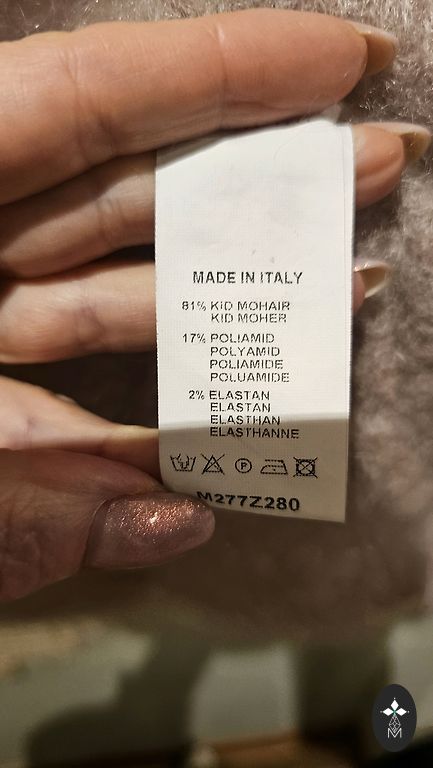 MADE IN ITALY
81% KID MOHAIR
KID MOHER
17% POLIAMID
POLYAMID
POLIAMIDE
POLUAMIDE
2% ELASTAN
ELASTAN
ELASTHAN
ELASTHANNE
P
M277Z280
M